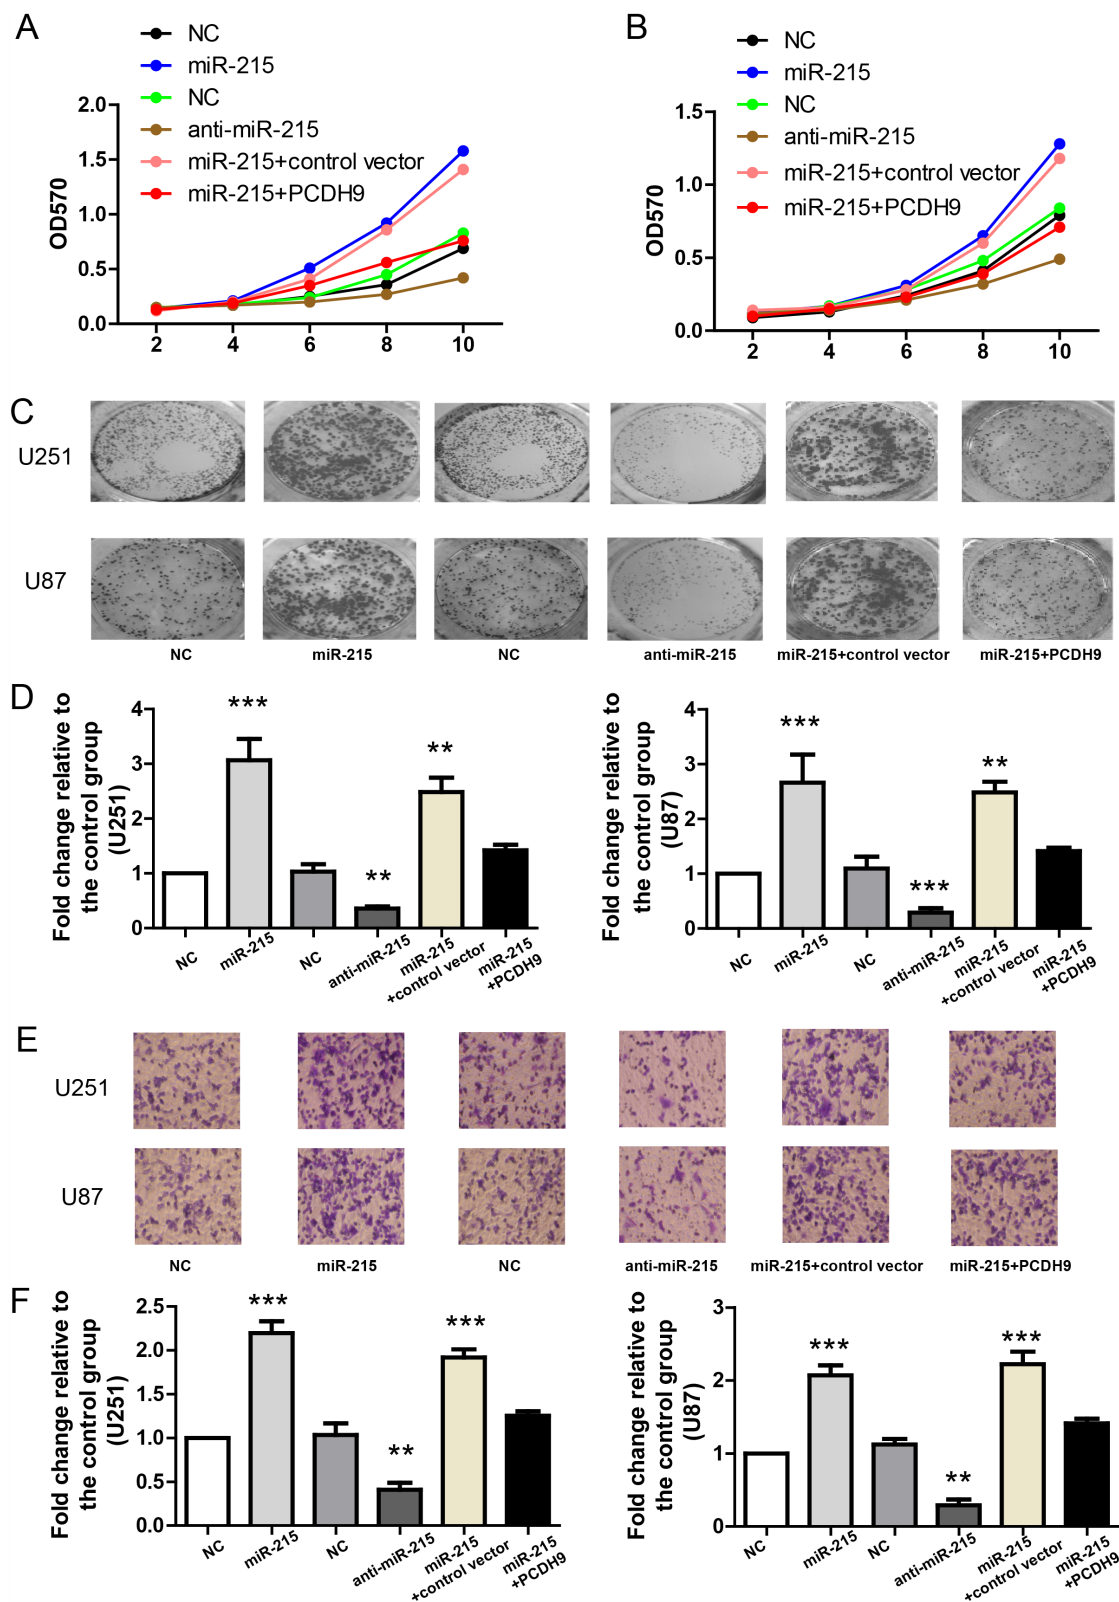 A
NC
miR-215
NC
anti-miR-215
miR-215+control vector
miR-215+PCDH9
OD570
2.0
1.5
1.0
0.5
0.0
2 4 6 8 10
B
NC
miR-215
NC
anti-miR-215
miR-215+control vector
miR-215+PCDH9
OD570
1.5
1.0
0.5
0.0
2 4 6 8 10
C
U251
U87
NC miR-215 NC anti-miR-215 miR-215+control vector miR-215+PCDH9
D
Fold change relative to
the control group
(U251)
4
3
2
1
0
***
**
**
NC
miR-215
NC
anti-miR-215
miR-215
+control vector
miR-215
+PCDH9
Fold change relative to
the control group
(U87)
4
3
2
1
0
***
***
**
NC
miR-215
NC
anti-miR-215
miR-215
+control vector
miR-215
+PCDH9
E
U251
U87
NC miR-215 NC anti-miR-215 miR-215+control vector miR-215+PCDH9
F
Fold change relative to
the control group
(U251)
2.5
2.0
1.5
1.0
0.5
0.0
***
**
***
NC
miR-215
NC
anti-miR-215
miR-215
+control vector
miR-215
+PCDH9
Fold change relative to
the control group
(U87)
3
2
1
0
***
**
***
NC
miR-215
NC
anti-miR-215
miR-215
+control vector
miR-215
+PCDH9